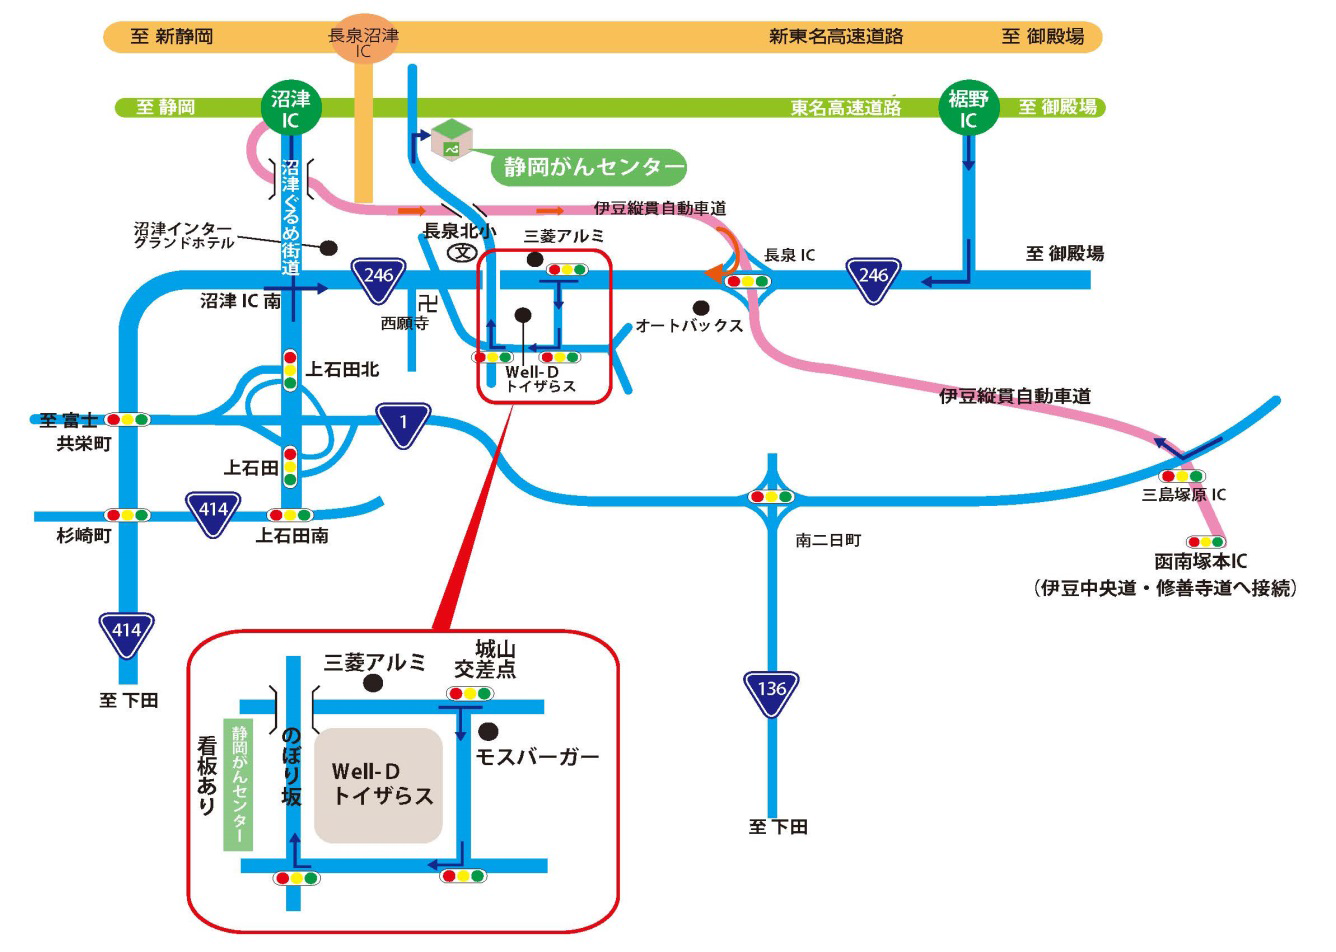 至 新静岡
長泉沼津
IC
新東名高速道路
至 御殿場
至 静岡
沼津
IC
東名高速道路
裾野
IC
至 御殿場
静岡がんセンター
沼津ぐるめ街道
伊豆縦貫自動車道
沼津インター
グランドホテル
長泉北小
文
三菱アルミ
長泉 IC
至 御殿場
246
246
沼津 IC 南
卍
西願寺
オートバックス
Well-D
トイザらス
上石田北
伊豆縦貫自動車道
至 富士
1
共栄町
上石田
三島塚原 IC
414
杉崎町
上石田南
南二日町
函南塚本IC
（伊豆中央道・修善寺道へ接続）
414
至 下田
136
至 下田
三菱アルミ
城山
交差点
看板あり
静岡がんセンター
のぼり坂
Well-D
トイザらス
モスバーガー